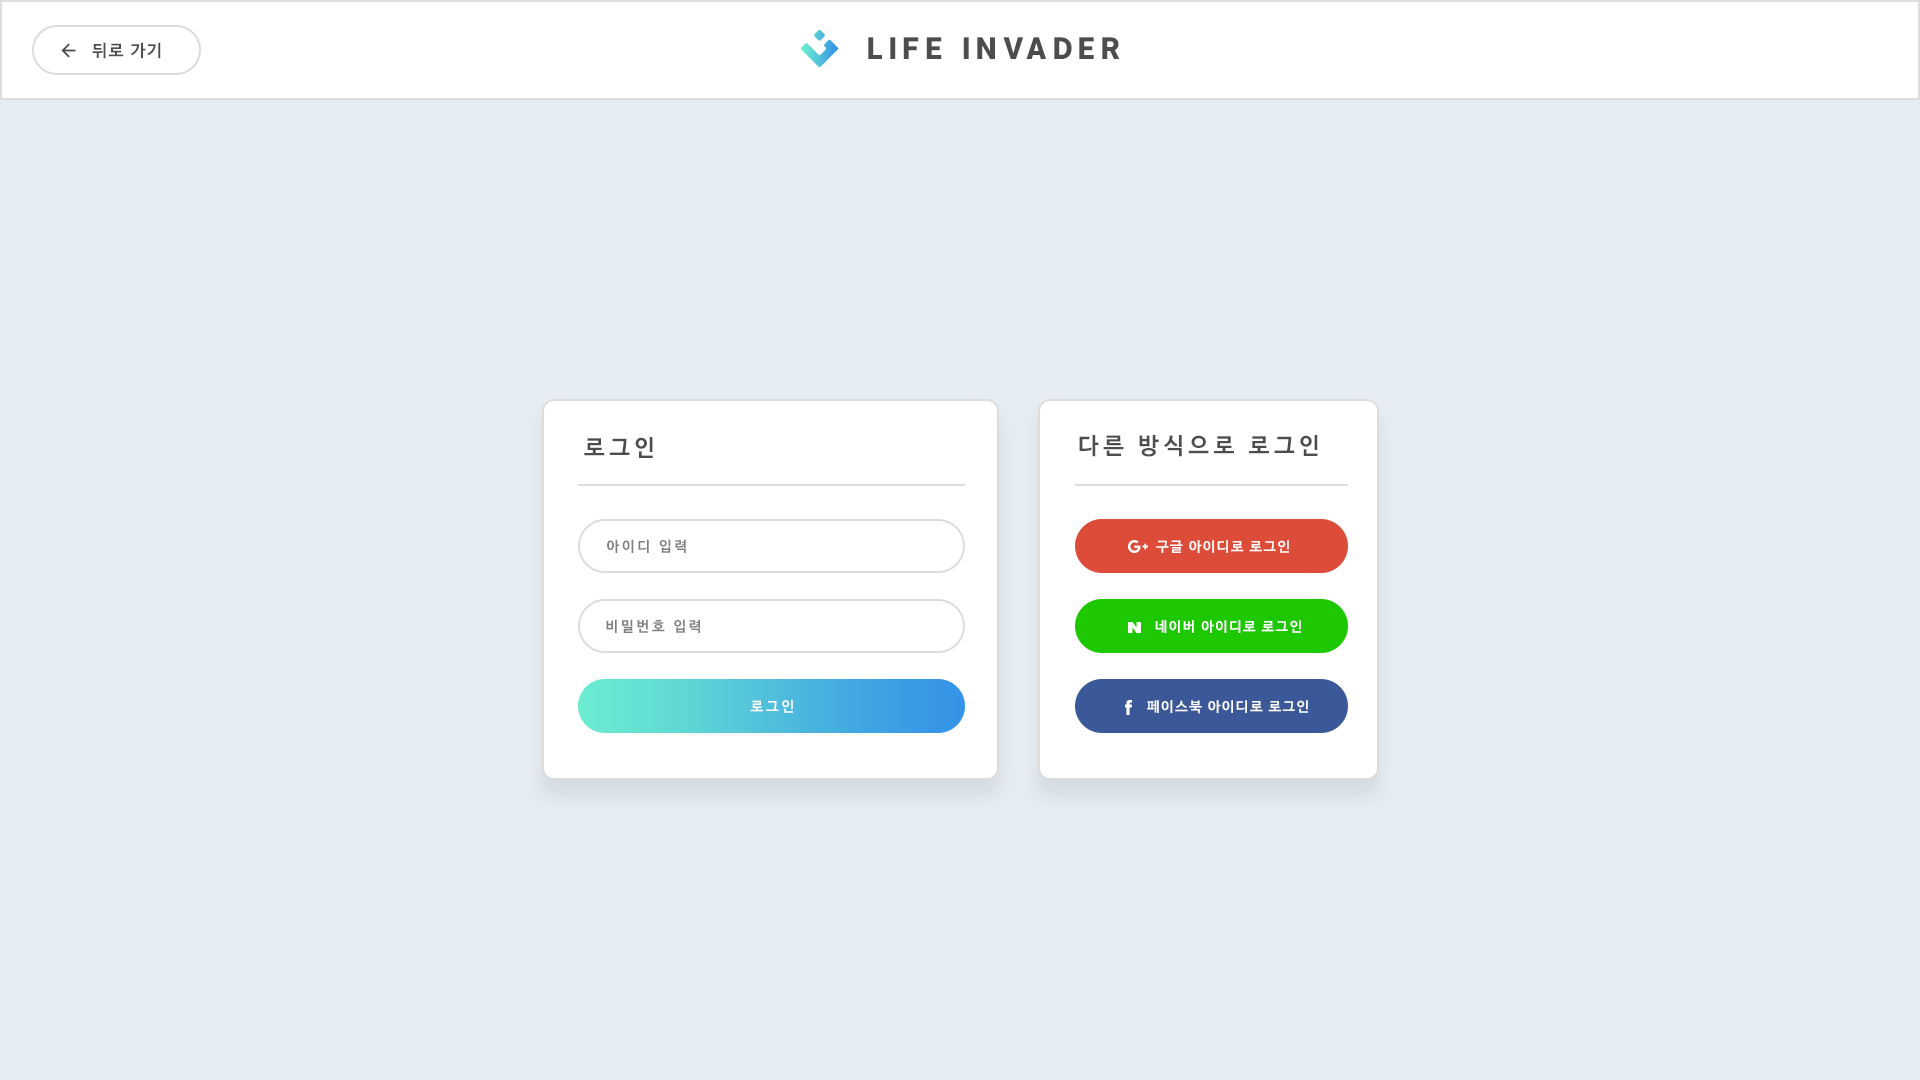 뒤로 가기
LIFE INVADER
로그인
아이디 입력
비밀번호 입력
로그인
다른 방식으로 로그인
G+ 구글 아이디로 로그인
N 네이버 아이디로 로그인
f 페이스북 아이디로 로그인